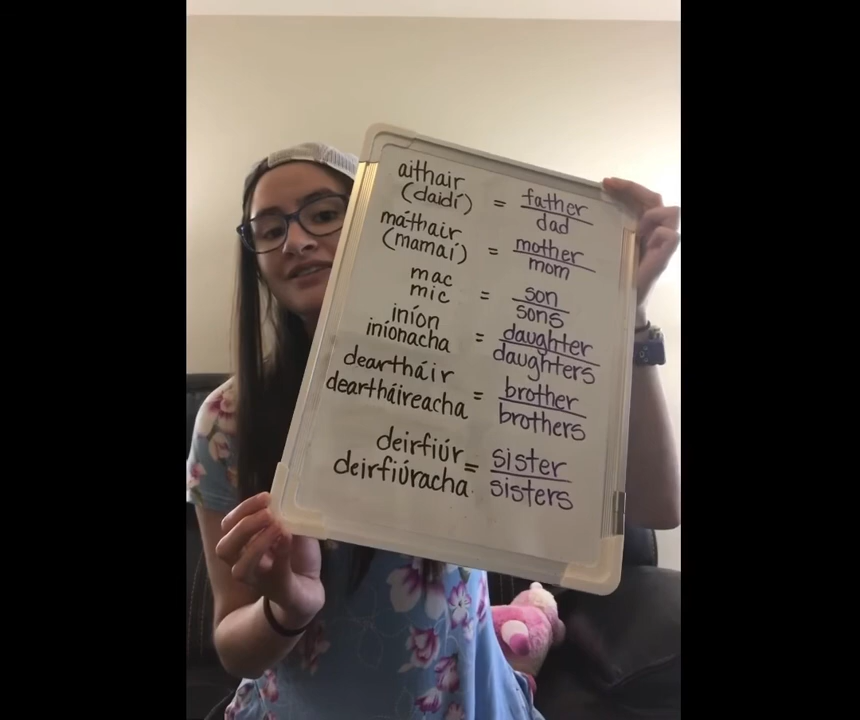 aithair
(daidí) = father
dad
máthair
(mamaí) = mother
mom
mac
mic = son
sons
iníon
iníonacha = daughter
daughters
deartháir
deartháireacha = brother
brothers
deirfiúr
deirfiúracha = sister
sisters